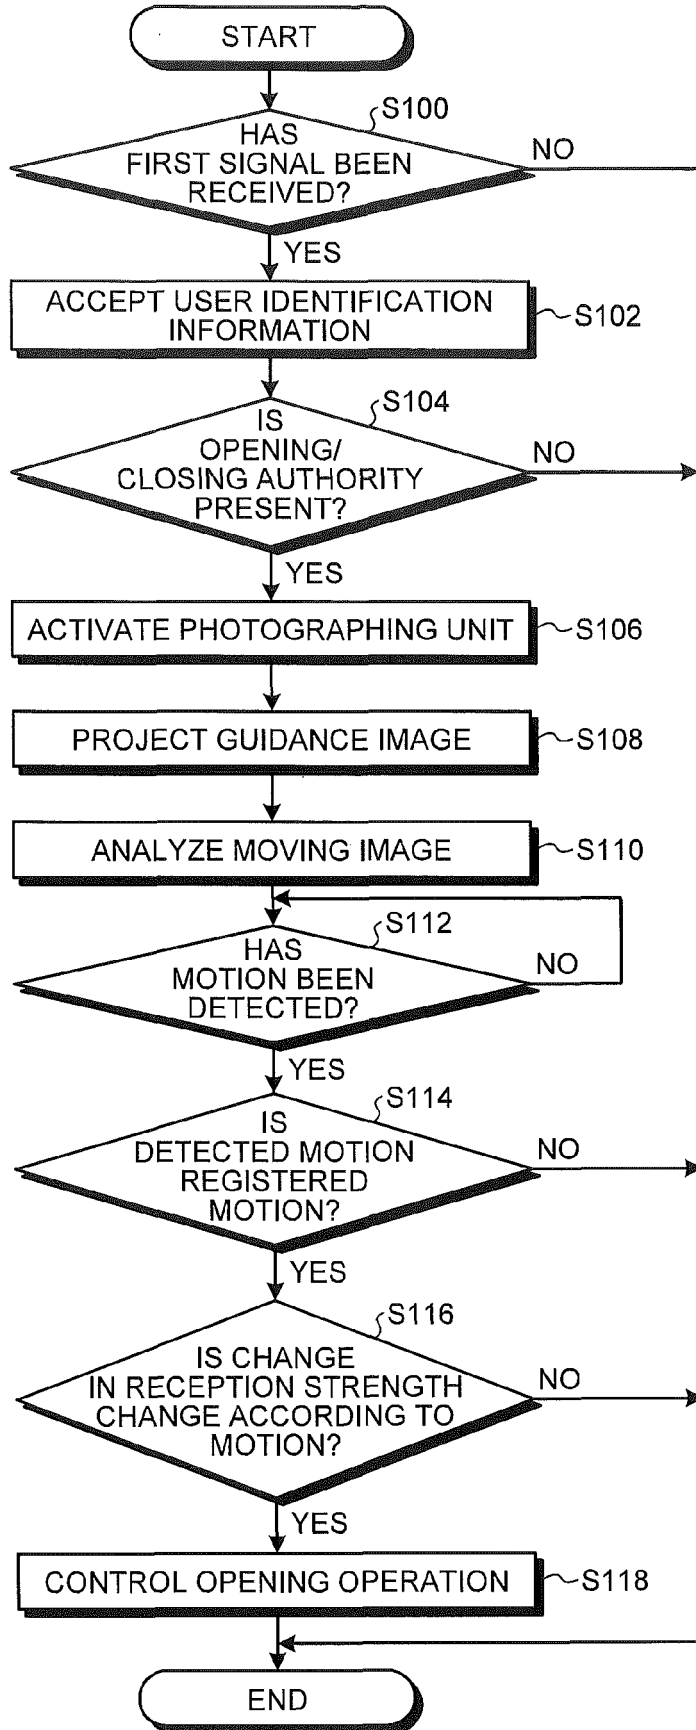 START
S100
HAS
FIRST SIGNAL BEEN
RECEIVED?
NO
YES
ACCEPT USER IDENTIFICATION
INFORMATION
S102
S104
IS
OPENING/
CLOSING AUTHORITY
PRESENT?
NO
YES
ACTIVATE PHOTOGRAPHING UNIT
S106
PROJECT GUIDANCE IMAGE
S108
ANALYZE MOVING IMAGE
S110
S112
HAS
MOTION BEEN
DETECTED?
NO
YES
S114
IS
DETECTED MOTION
REGISTERED
MOTION?
NO
YES
S116
IS CHANGE
IN RECEPTION STRENGTH
CHANGE ACCORDING TO
MOTION?
NO
YES
CONTROL OPENING OPERATION
S118
END